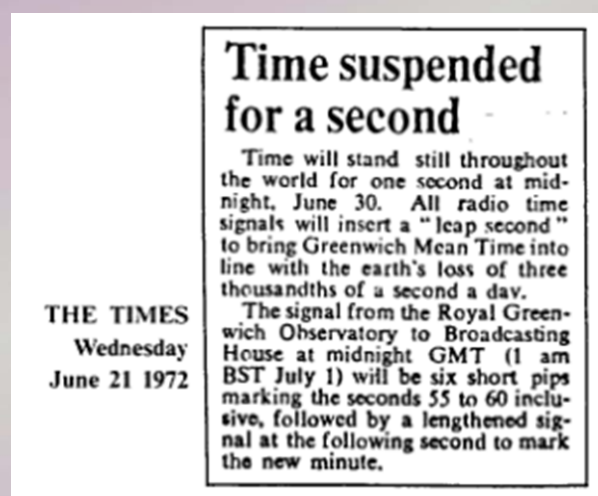 Time suspended
for a second
Time will stand still throughout
the world for one second at mid-
night, June 30. All radio time
signals will insert a "leap second"
to bring Greenwich Mean Time into
line with the earth's loss of three
thousandths of a second a day.
The signal from the Royal Green-
wich Observatory to Broadcasting
House at midnight GMT (1 am
BST July 1) will be six short pips
marking the seconds 55 to 60 inclu-
sive, followed by a lengthened sig-
nal at the following second to mark
the new minute.
THE TIMES
Wednesday
June 21 1972